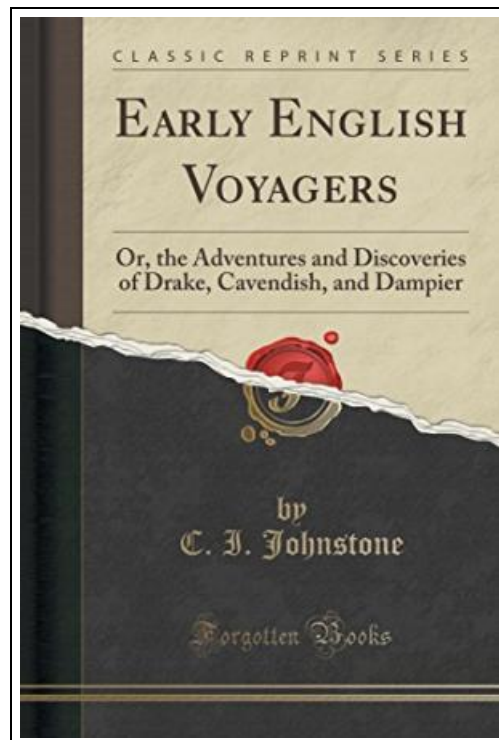 CLASSIC REPRINT SERIES
EARLY ENGLISH
VOYAGERS
Or, the Adventures and Discoveries
of Drake, Cavendish, and Dampier
by
C. I. Johnstone
Forgotten Books